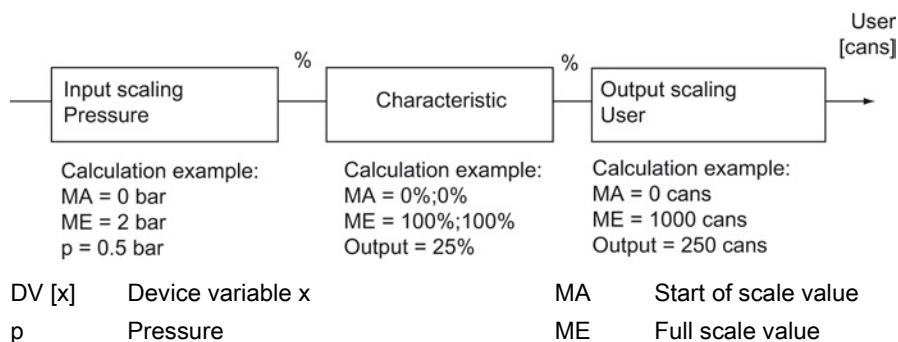 User
[cans]
%
%
Input scaling
Pressure
Characteristic
Output scaling
User
Calculation example:
MA = 0 bar
ME = 2 bar
p = 0.5 bar
Calculation example:
MA = 0%;0%
ME = 100%;100%
Output = 25%
Calculation example:
MA = 0 cans
ME = 1000 cans
Output = 250 cans
DV [x] Device variable x MA Start of scale value
p Pressure ME Full scale value